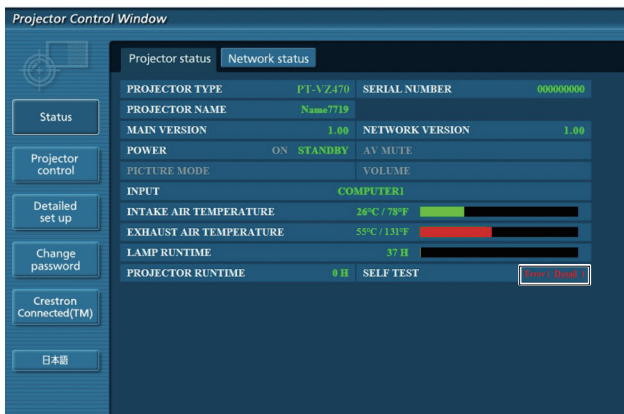 Projector Control Window
Projector status Network status
Status
Projector control
Detailed set up
Change password
Crestron Connected(TM)
日本語
PROJECTOR TYPE PT-VZ470 SERIAL NUMBER 000000000
PROJECTOR NAME Name7719
MAIN VERSION 1.00 NETWORK VERSION 1.00
POWER ON STANDBY AV MUTE
PICTURE MODE VOLUME
INPUT COMPUTER1
INTAKE AIR TEMPERATURE 26°C / 78°F
EXHAUST AIR TEMPERATURE 55°C / 131°F
LAMP RUNTIME 37 H
PROJECTOR RUNTIME 0 H SELF TEST Error ( Detail )